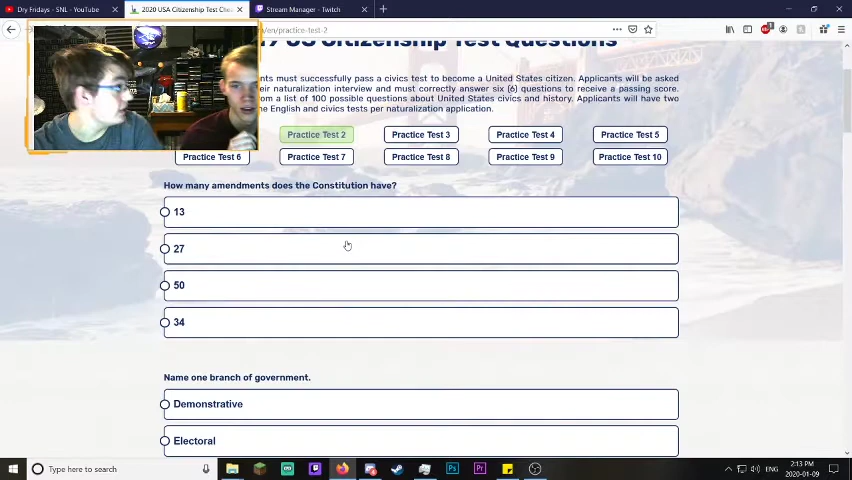 Dry Fridays - SNL - YouTube
2020 USA Citizenship Test Che
Stream Manager - Twitch
/en/practice-test-2
US Citizenship Test Questions
nts must successfully pass a civics test to become a United States citizen. Applicants will be asked
eir naturalization interview and must correctly answer six (6) questions to receive a passing score.
om a list of 100 possible questions about United States civics and history. Applicants will have two
he English and civics tests per naturalization application.
Practice Test 2
Practice Test 3
Practice Test 4
Practice Test 5
Practice Test 6
Practice Test 7
Practice Test 8
Practice Test 9
Practice Test 10
How many amendments does the Constitution have?
13
27
50
34
Name one branch of government.
Demonstrative
Electoral
Type here to search
Ps
Pr
ENG
2:13 PM
2020-01-09